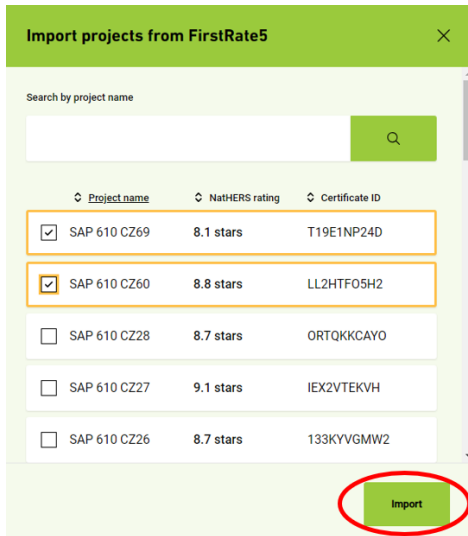 Import projects from FirstRate5
Search by project name
Project name NatHERS rating Certificate ID
SAP 610 CZ69 8.1 stars T19E1NP24D
SAP 610 CZ60 8.8 stars LL2HTFO5H2
SAP 610 CZ28 8.7 stars ORTQKKCAYO
SAP 610 CZ27 9.1 stars IEX2VTEKVH
SAP 610 CZ26 8.7 stars 133KYVGMW2
Import